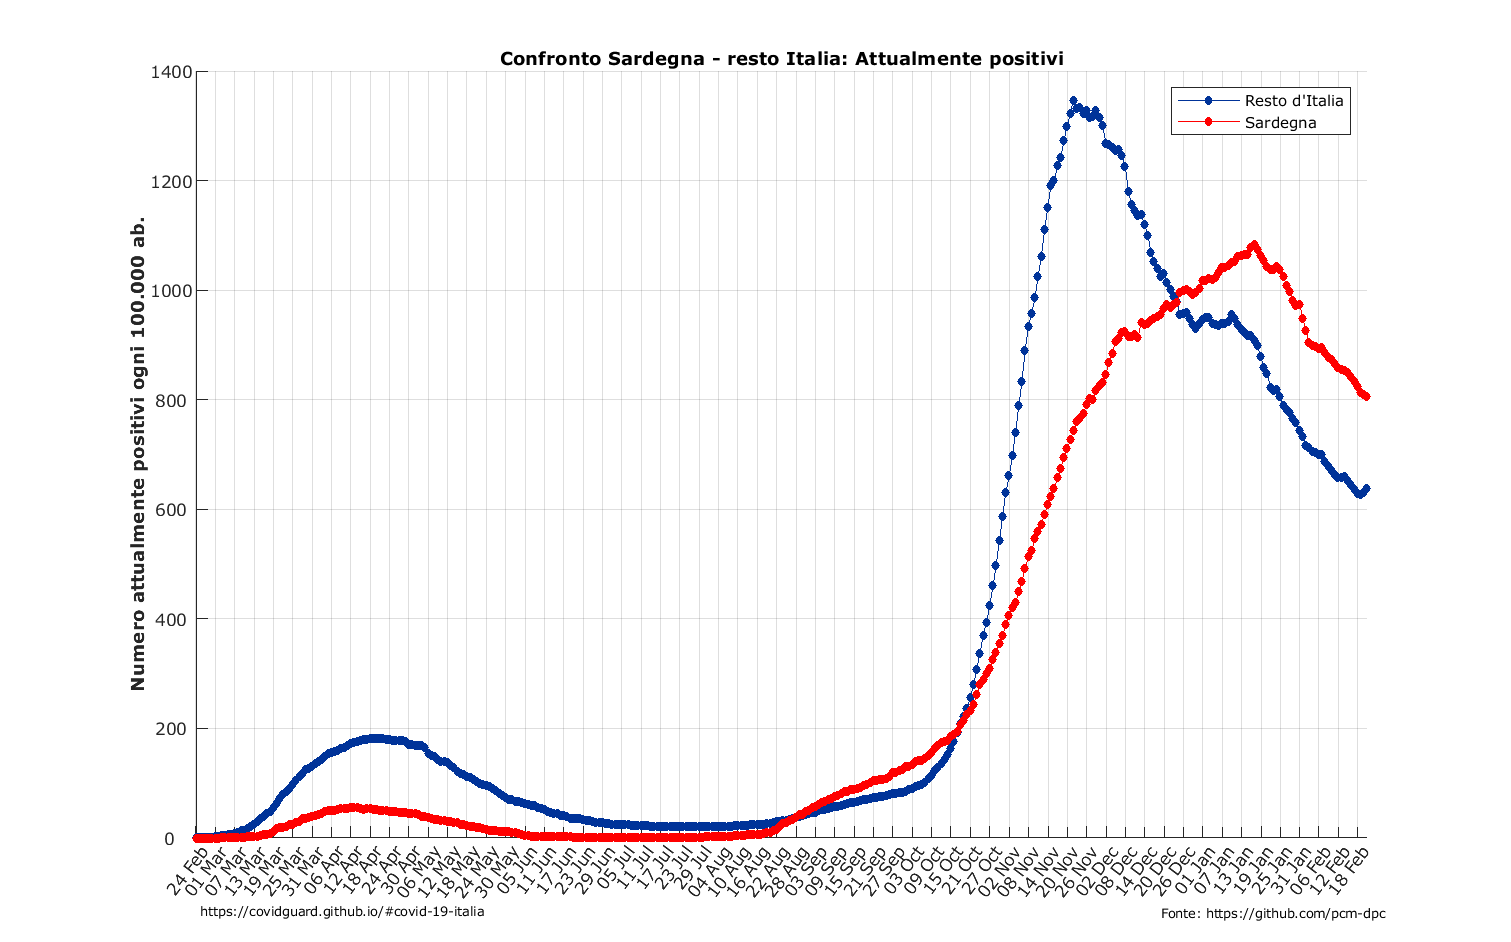 Confronto Sardegna - resto Italia: Attualmente positivi
1400
1200
1000
800
600
400
200
0
Numero attualmente positivi ogni 100.000 ab.
Resto d'Italia
Sardegna
24 Feb
01 Mar
07 Mar
13 Mar
19 Mar
25 Mar
31 Mar
06 Apr
12 Apr
18 Apr
24 Apr
30 Apr
06 May
12 May
18 May
24 May
30 May
05 Jun
11 Jun
17 Jun
23 Jun
29 Jun
05 Jul
11 Jul
17 Jul
23 Jul
29 Jul
04 Aug
10 Aug
16 Aug
22 Aug
28 Aug
03 Sep
09 Sep
15 Sep
21 Sep
27 Sep
03 Oct
09 Oct
15 Oct
21 Oct
27 Oct
02 Nov
08 Nov
14 Nov
20 Nov
26 Nov
02 Dec
08 Dec
14 Dec
20 Dec
26 Dec
01 Jan
07 Jan
13 Jan
19 Jan
25 Jan
31 Jan
06 Feb
12 Feb
18 Feb
https://covidguard.github.io/#covid-19-italia
Fonte: https://github.com/pcm-dpc